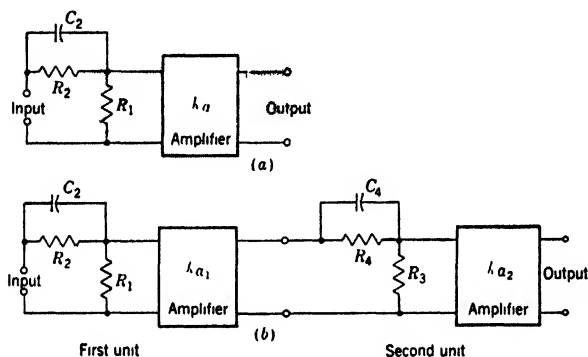 C₂
R₂
Input
R₁
ka
Amplifier
Output
(a)
C₂
R₂
Input
R₁
ka₁
Amplifier
C₄
R₄
R₃
ka₂
Amplifier
Output
(b)
First unit
Second unit